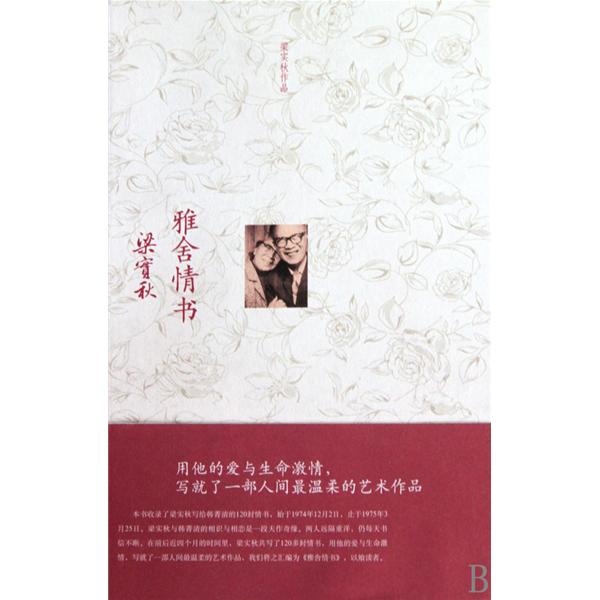 梁实秋作品
雅舍情书
梁实秋
用他的爱与生命激情，
写就了一部人间最温柔的艺术作品
本书收录了梁实秋写给韩菁清的120封情书，始于1974年12月2日，止于1975年3
月25日。梁实秋与韩菁清的相识与相恋是一段天作奇缘。两人远隔重洋，仍每天书
信不断，在前后近四个月的时间里，梁实秋共写了120多封情书，用他的爱与生命激
情，写就了一部人间最温柔的艺术作品，我们将之汇编为《雅舍情书》，以飨读者。
B